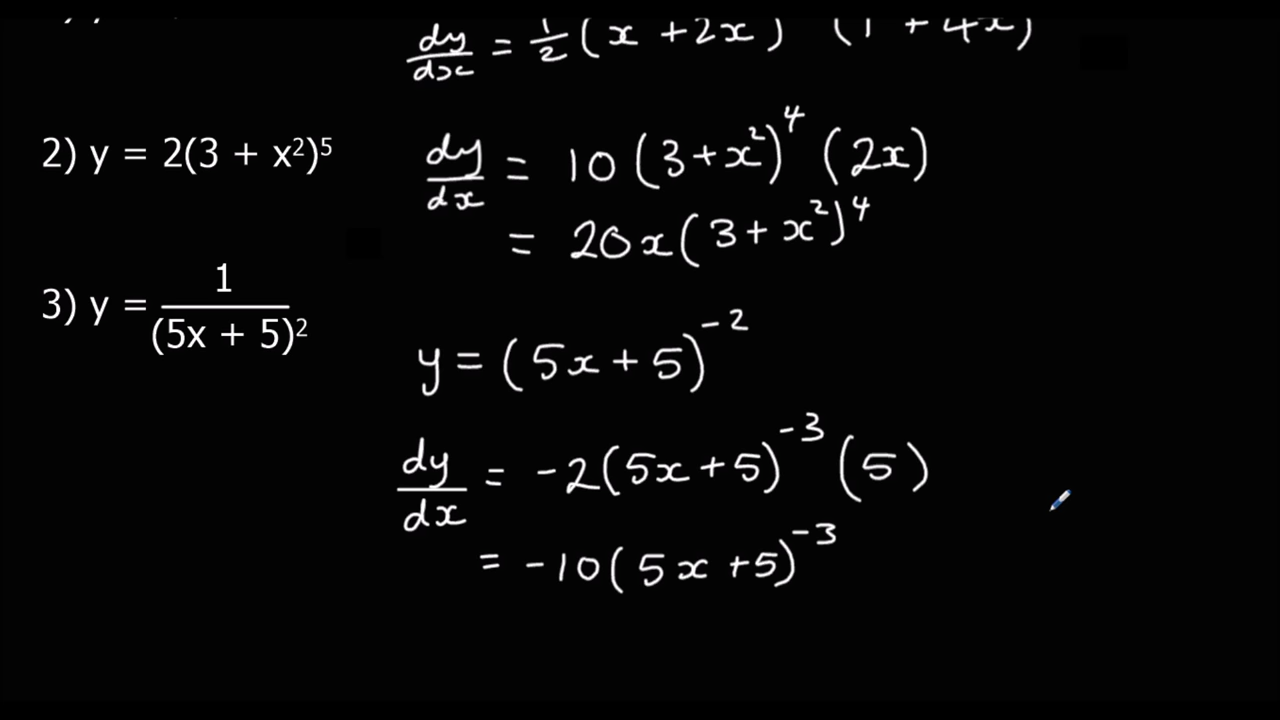 dy/dx = 1/2 (x + 2x ) (1 + 4x)
2) y = 2(3 + x²)⁵
dy/dx = 10 (3+x²)⁴ (2x)
= 20x(3+x²)⁴
3) y = 1/(5x + 5)²
y = (5x+5)⁻²
dy/dx = -2(5x+5)⁻³ (5)
= -10(5x+5)⁻³